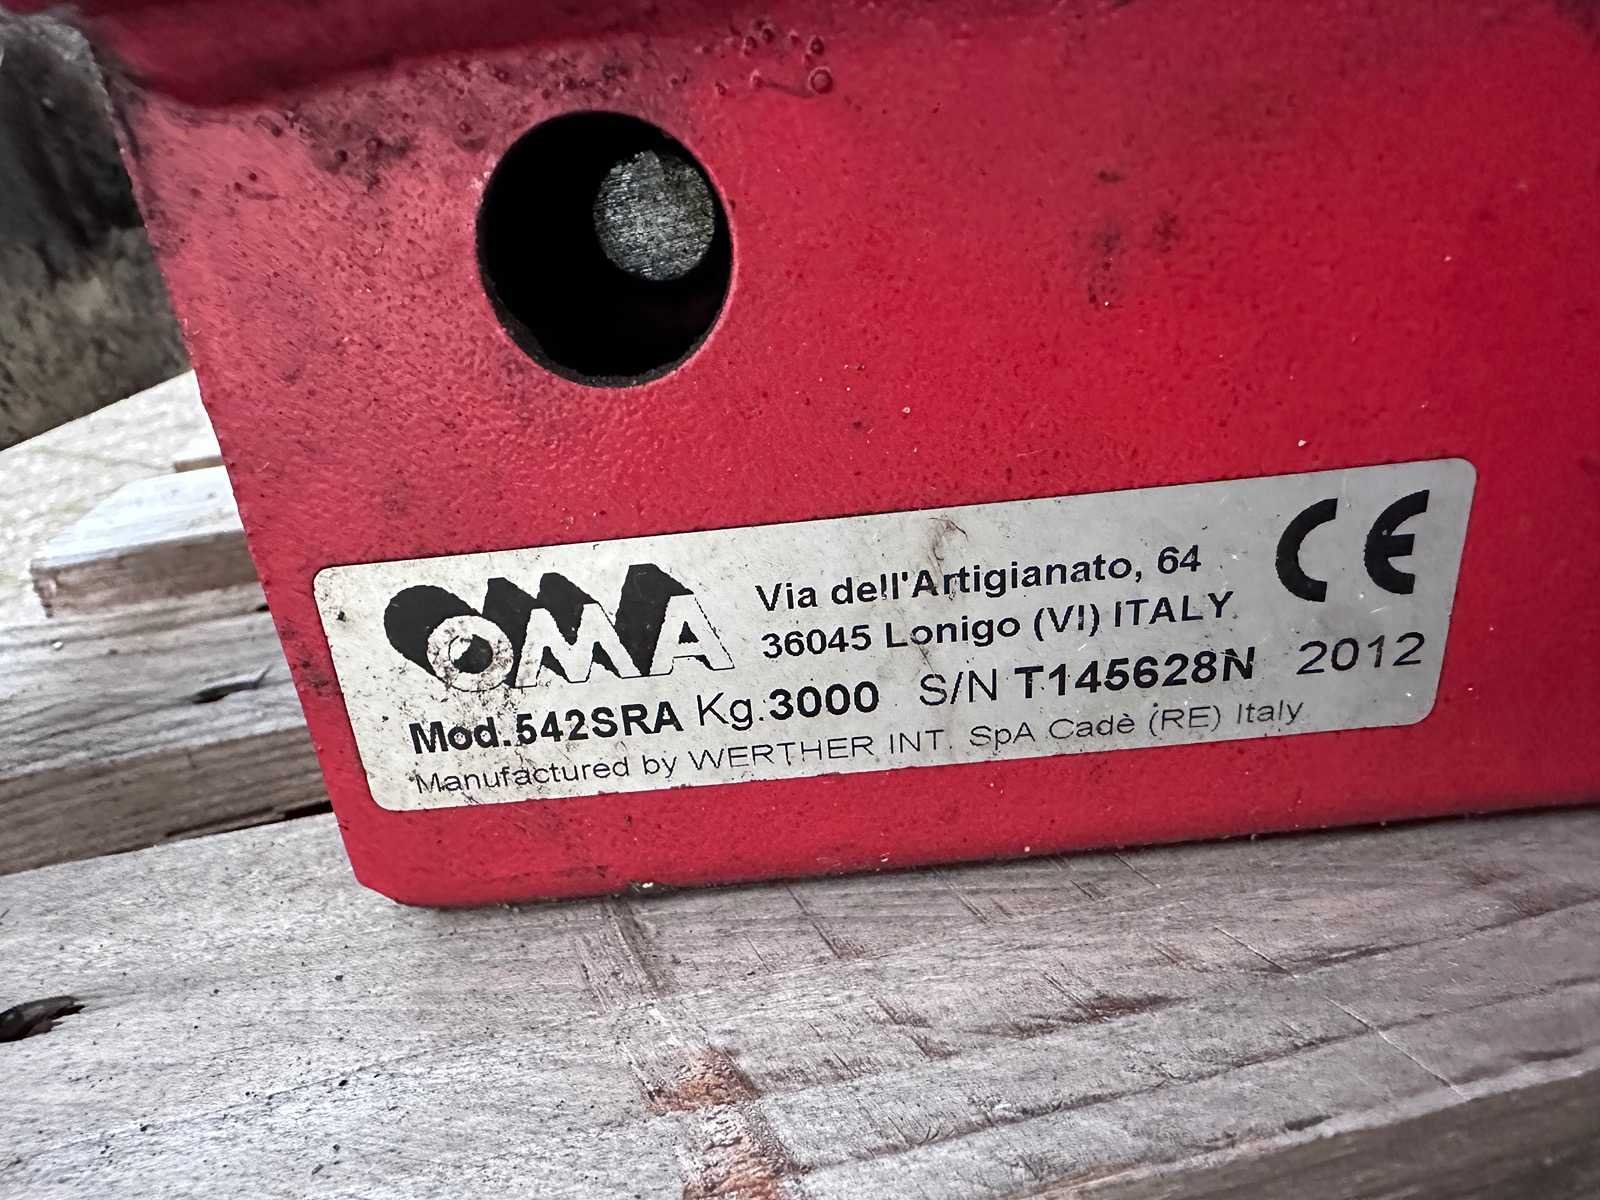 OMA
Via dell'Artigianato, 64
36045 Lonigo (VI) ITALY
CE
Mod.542SRA Kg.3000 S/N T145628N 2012
Manufactured by WERTHER INT. SpA Cadè (RE) Italy